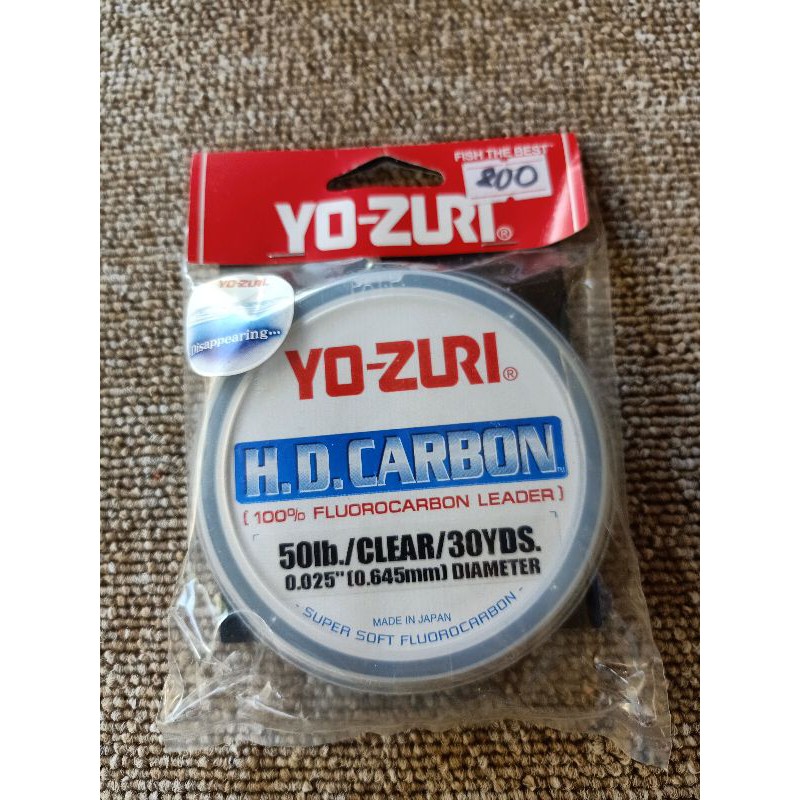 FISH THE BEST
800
YO-ZURI®
YO-ZURI
Disappearing...
YO-ZURI®
H.D.CARBON™
( 100% FLUOROCARBON LEADER )
50lb./CLEAR/30YDS.
0.025" (0.645mm) DIAMETER
MADE IN JAPAN
- SUPER SOFT FLUOROCARBON -